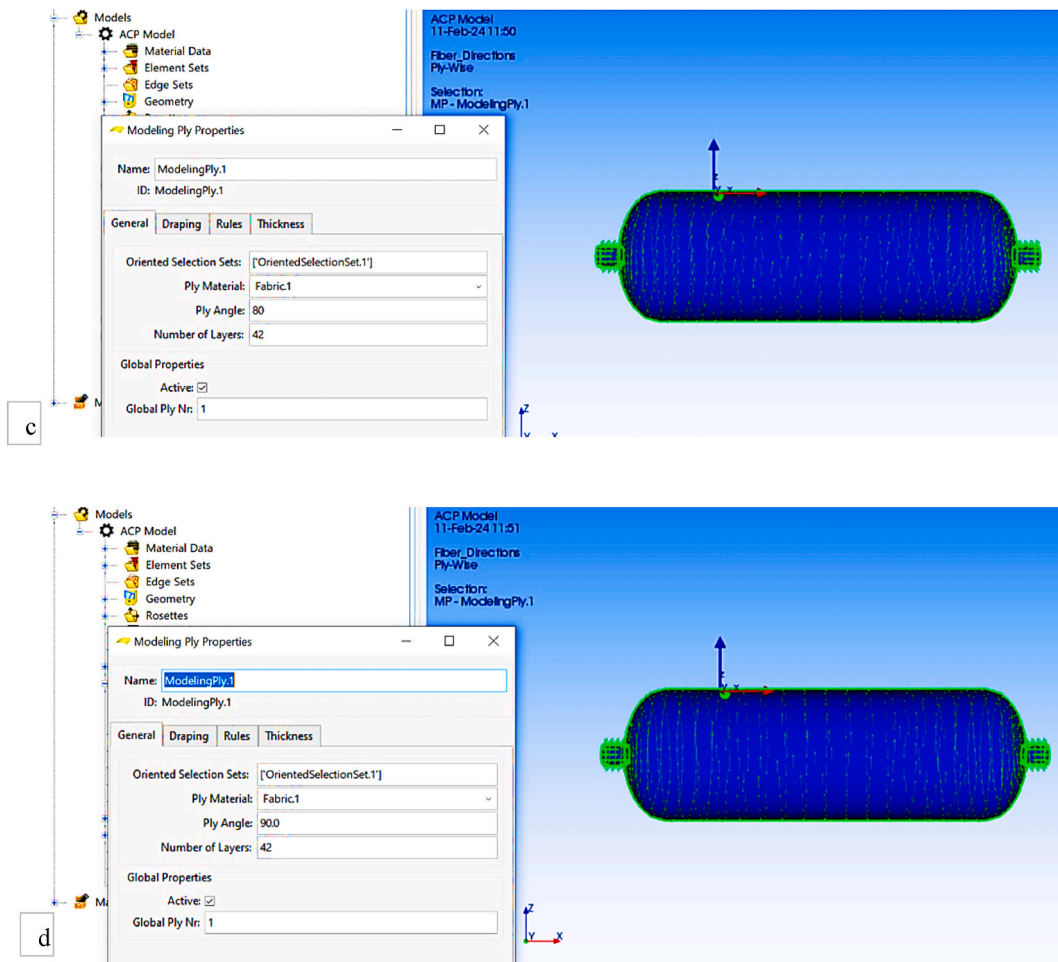 Models
ACP Model
Material Data
Element Sets
Edge Sets
Geometry
Modeling Ply Properties
Name: ModelingPly.1
ID: ModelingPly.1
General Draping Rules Thickness
Oriented Selection Sets: ['OrientedSelectionSet.1']
Ply Material: Fabric.1
Ply Angle: 80
Number of Layers: 42
Global Properties
Active:
Global Ply Nr: 1
M
c
ACP Model
11-Feb-24 11:50
Fiber_Directions
Ply-Wise
Selection:
MP - ModelingPly.1
Z
Y X
Z
Y X
Models
ACP Model
Material Data
Element Sets
Edge Sets
Geometry
Rosettes
Modeling Ply Properties
Name: ModelingPly.1
ID: ModelingPly.1
General Draping Rules Thickness
Oriented Selection Sets: ['OrientedSelectionSet.1']
Ply Material: Fabric.1
Ply Angle: 90.0
Number of Layers: 42
Global Properties
Active:
Global Ply Nr: 1
Ma
d
ACP Model
11-Feb-24 11:51
Fiber_Directions
Ply-Wise
Selection:
MP - ModelingPly.1
Z
Y X
Z
Y X